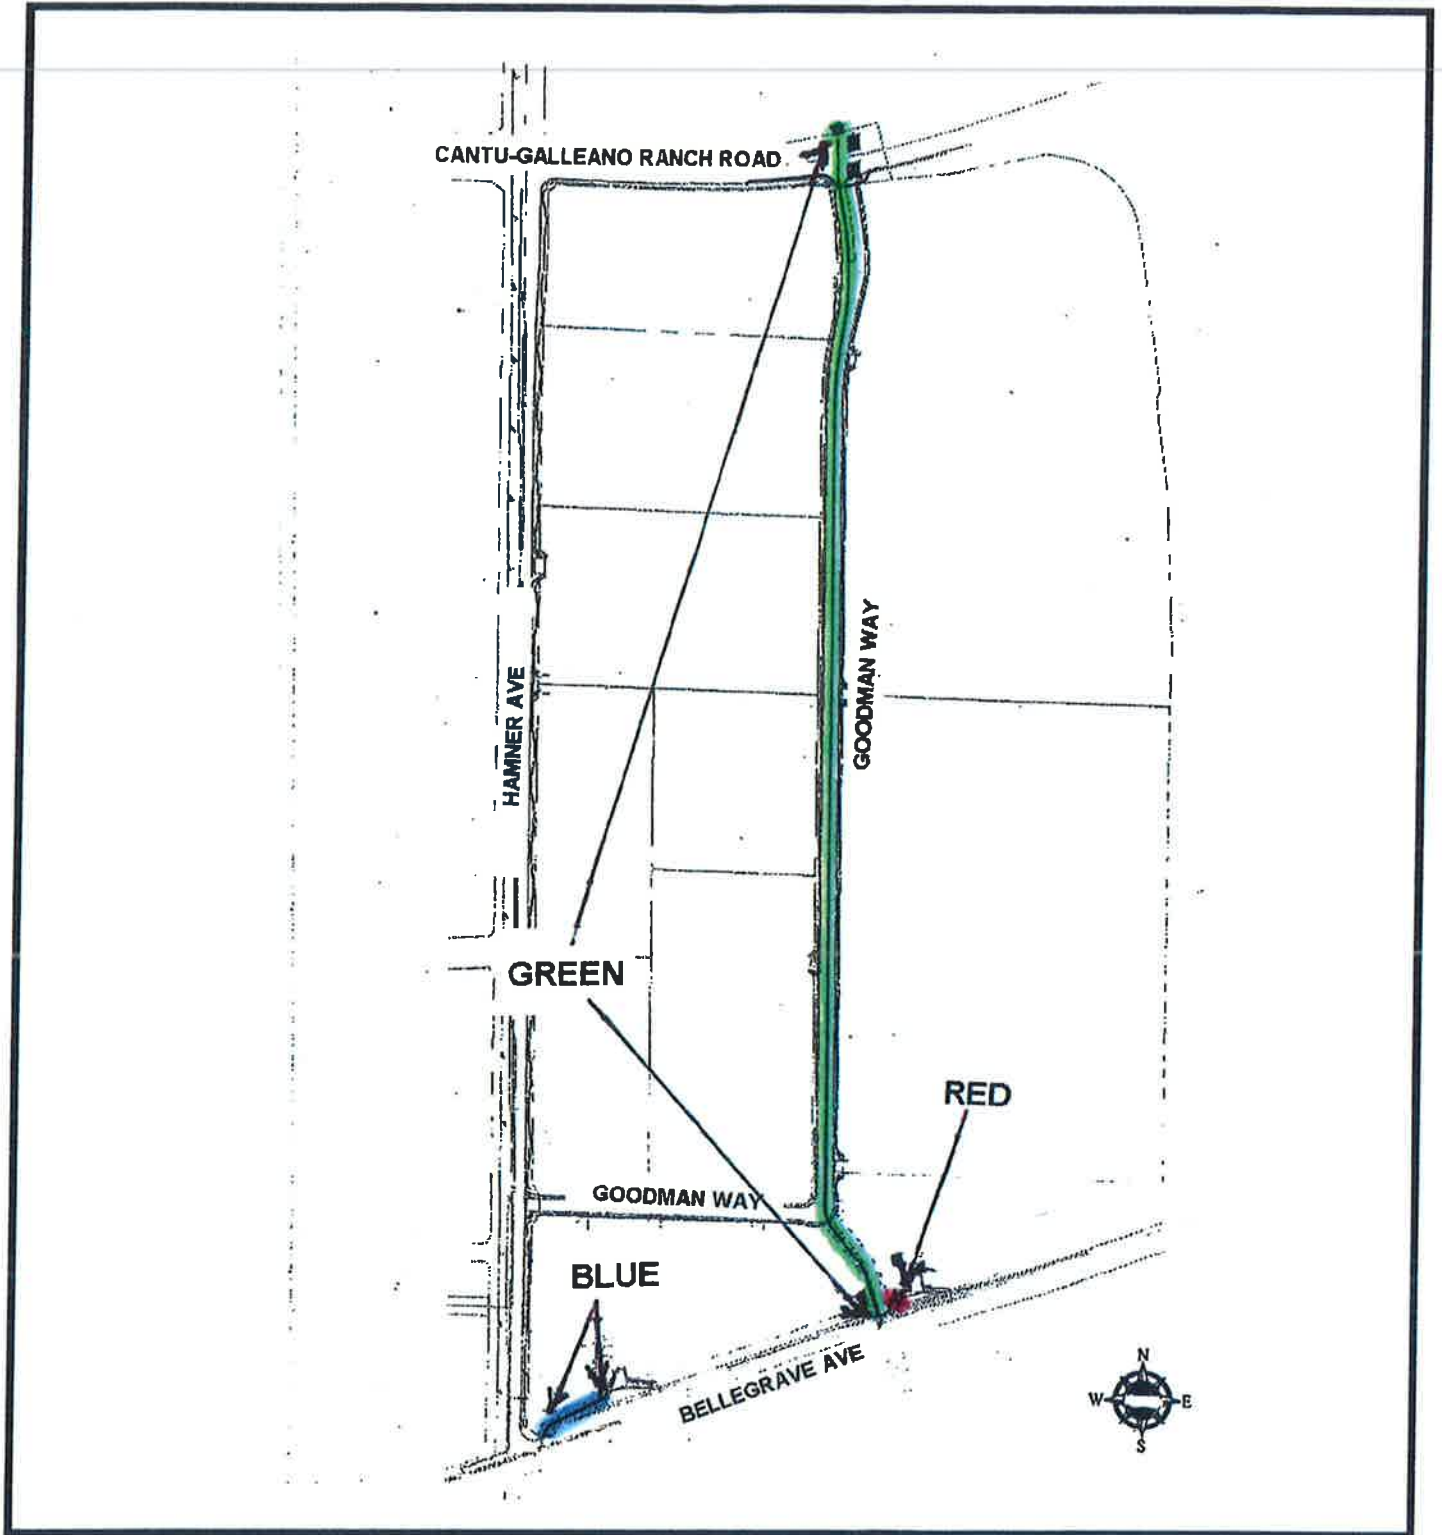 CANTU-GALLEANO RANCH ROAD
HAMNER AVE
GOODMAN WAY
GREEN
RED
GOODMAN WAY
BLUE
BELLEGRAVE AVE
N
W E
S